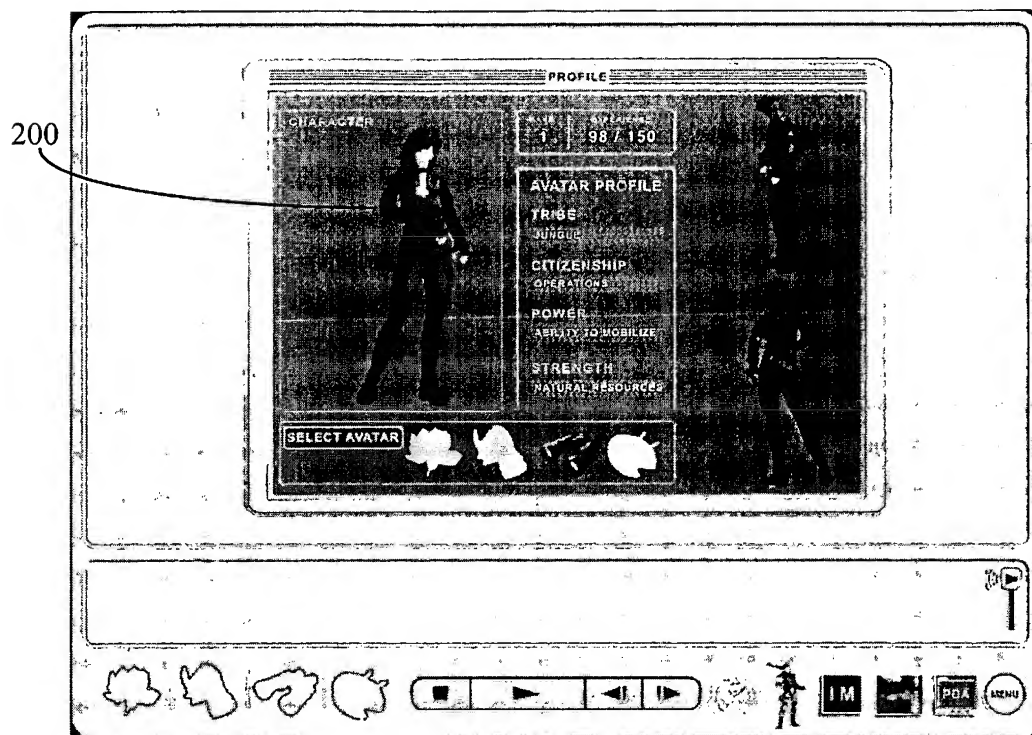 PROFILE
200
CHARACTER
1 98 / 150
AVATAR PROFILE
TRIBE
JUNGLE
CITIZENSHIP
OPERATIONS
POWER
ABILITY TO MOBILIZE
STRENGTH
NATURAL RESOURCES
SELECT AVATAR
IM PDA MENU